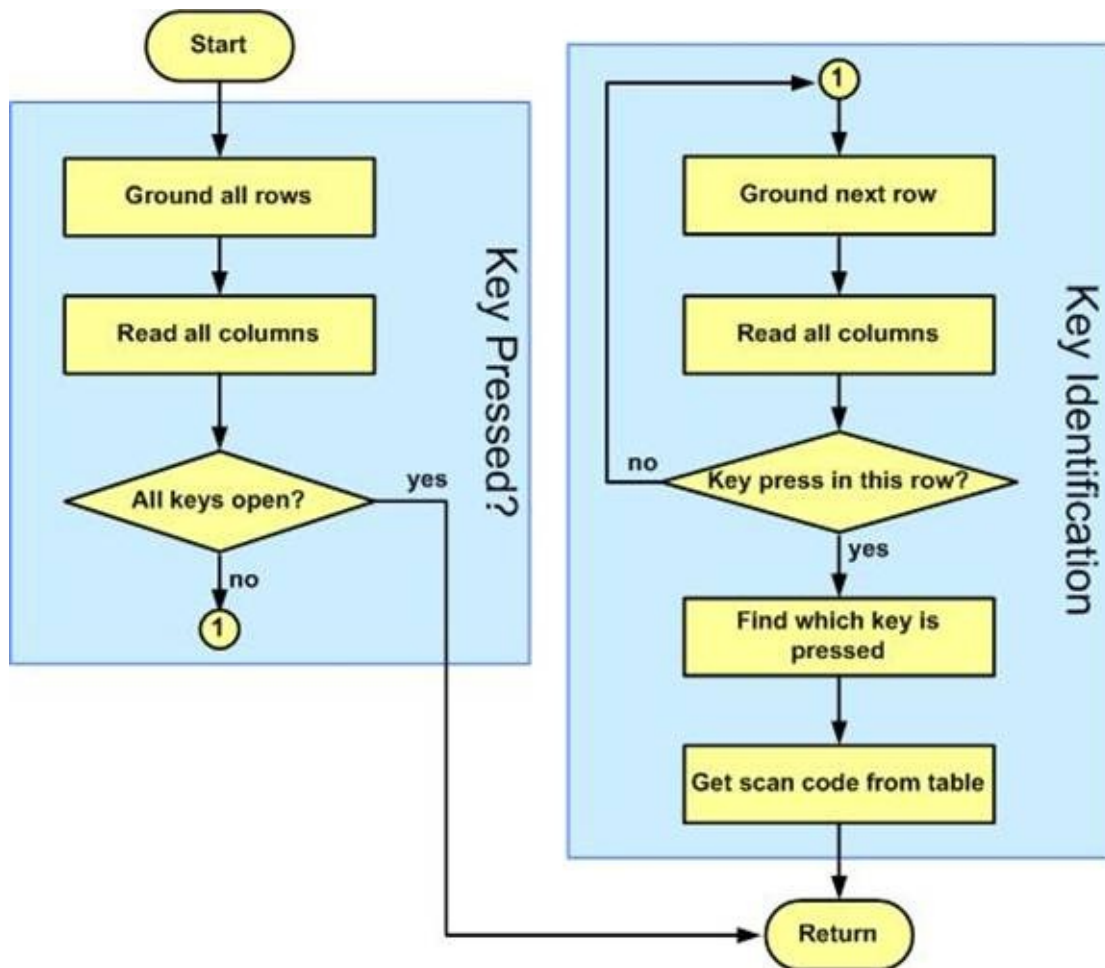 Start
Ground all rows
Read all columns
All keys open?
yes
no
1
Key Pressed?
1
Ground next row
Read all columns
Key press in this row?
no
yes
Find which key is
pressed
Get scan code from table
Key Identification
Return